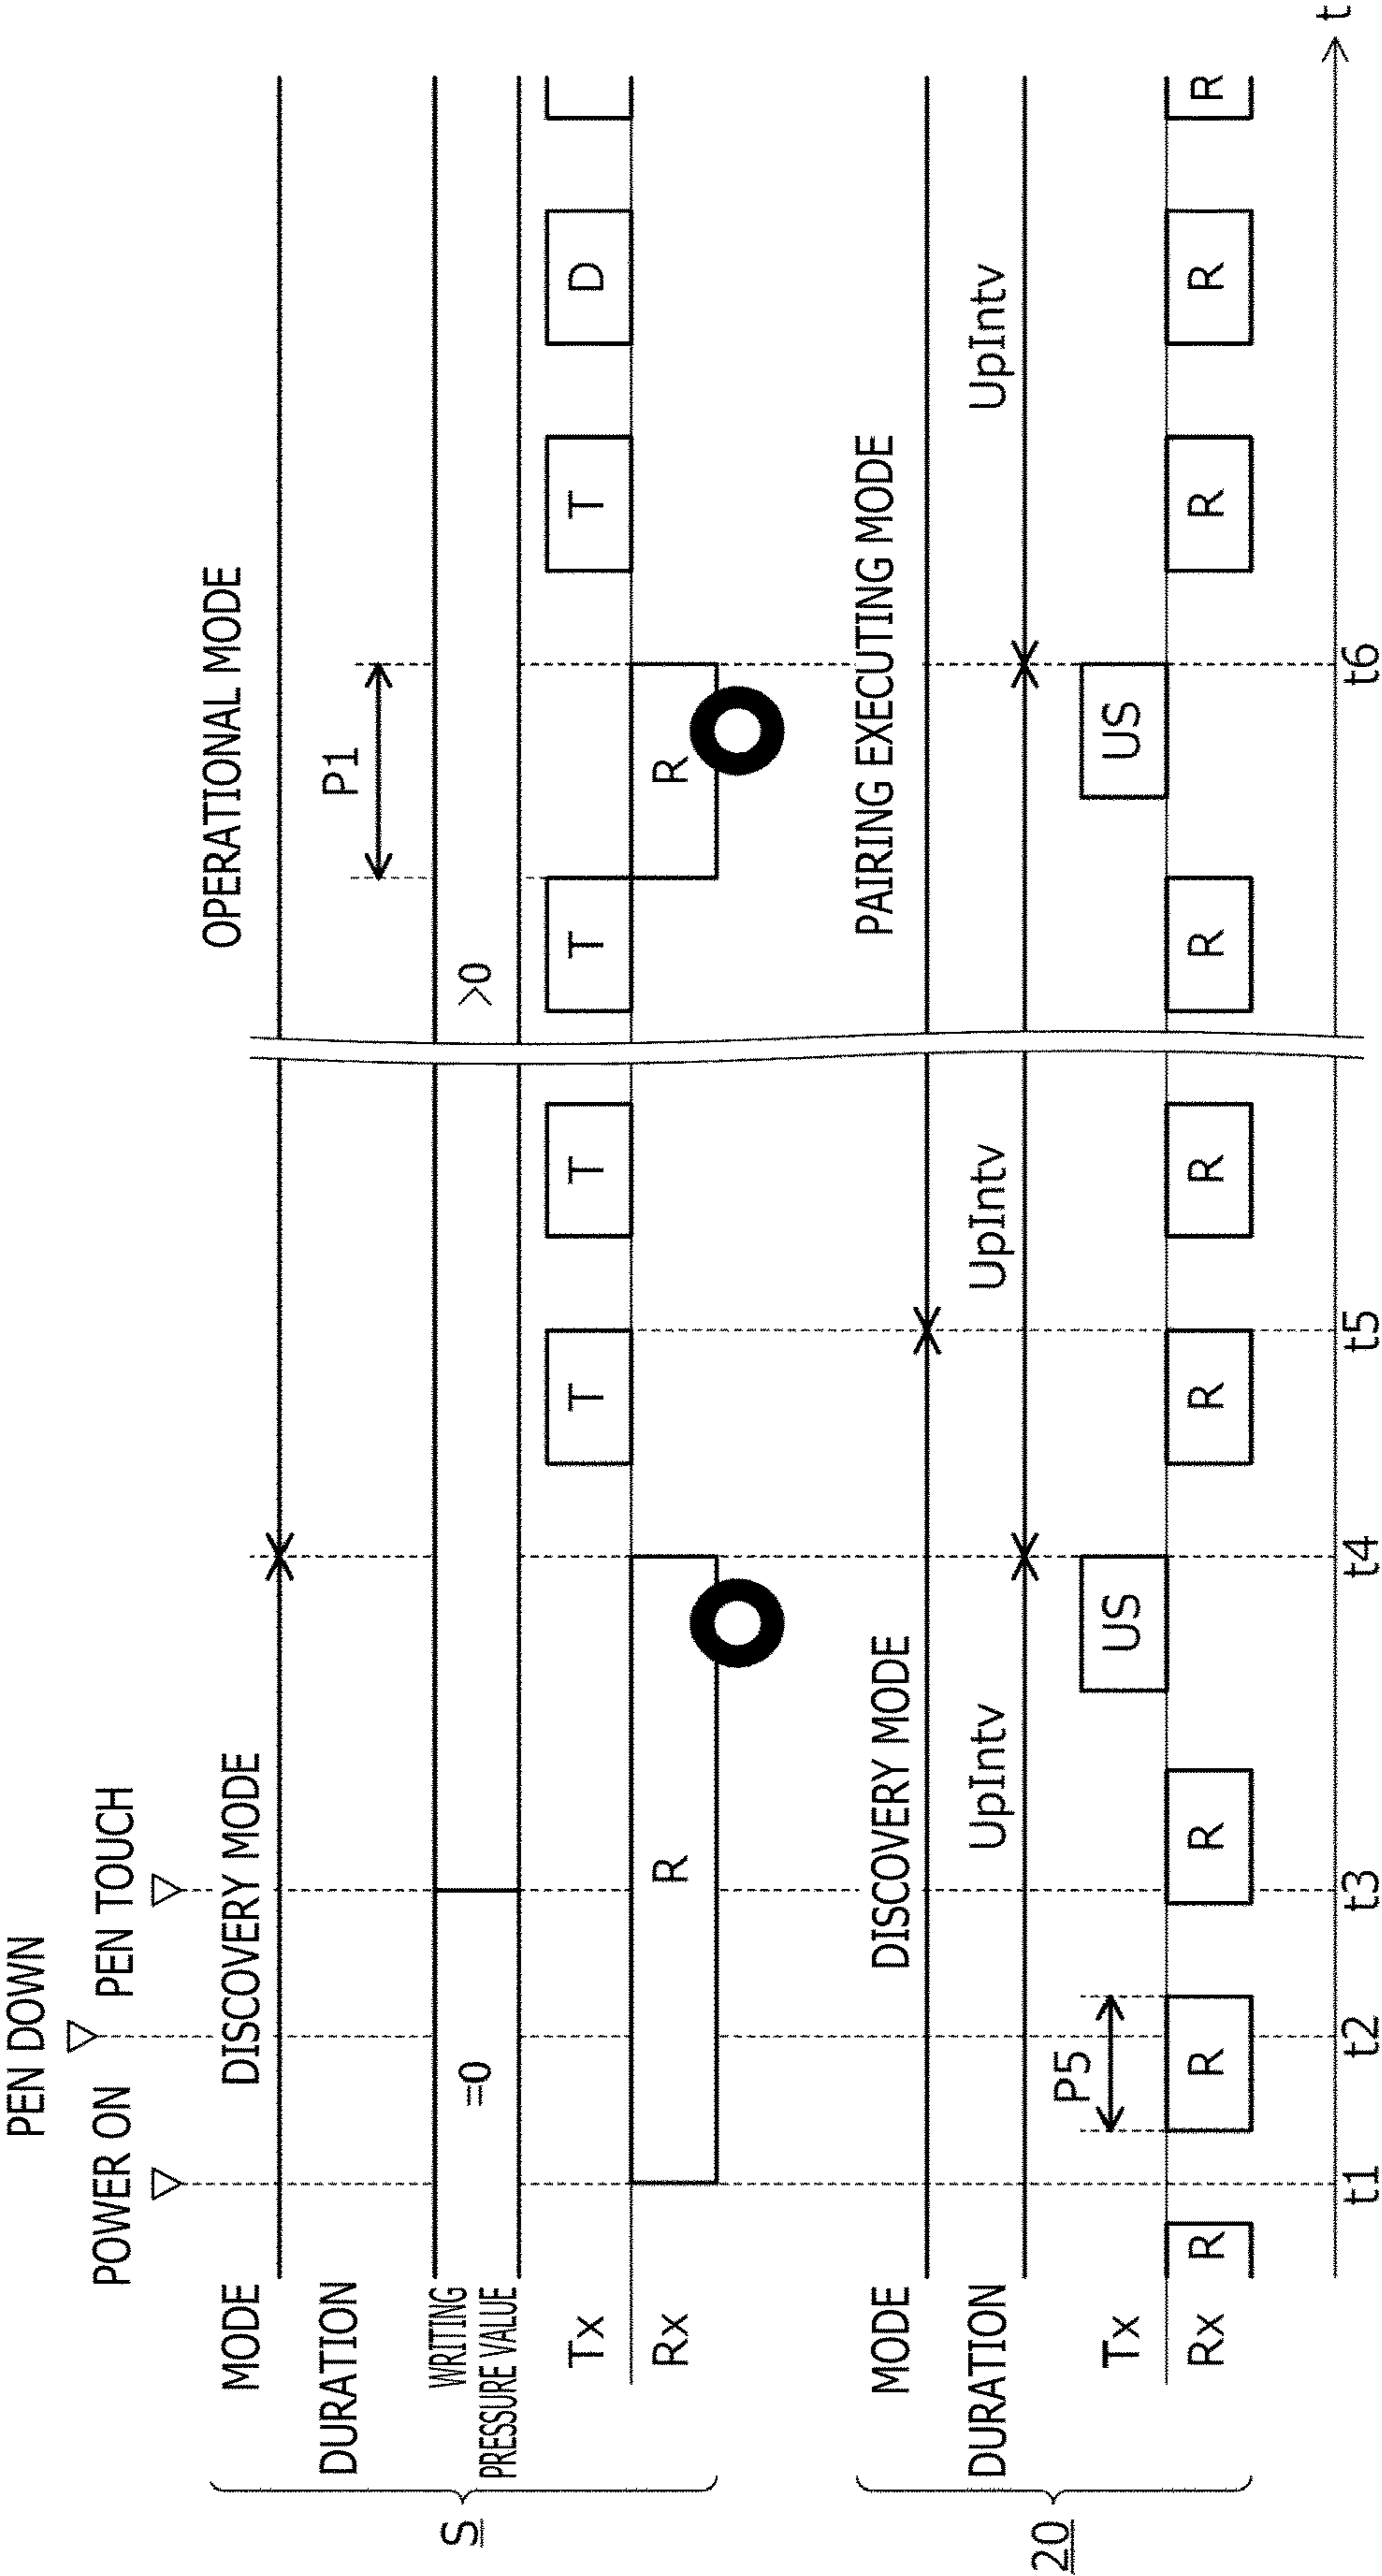 PEN DOWN
POWER ON
PEN TOUCH
MODE
DISCOVERY MODE
OPERATIONAL MODE
DURATION
P1
WRITING
PRESSURE VALUE
=0
>0
Tx
T
T
T
T
D
Rx
R
R
S
MODE
DISCOVERY MODE
PAIRING EXECUTING MODE
DURATION
UpIntv
UpIntv
UpIntv
P5
Tx
US
US
Rx
R
R
R
R
R
R
R
R
R
20
t1
t2
t3
t4
t5
t6
t